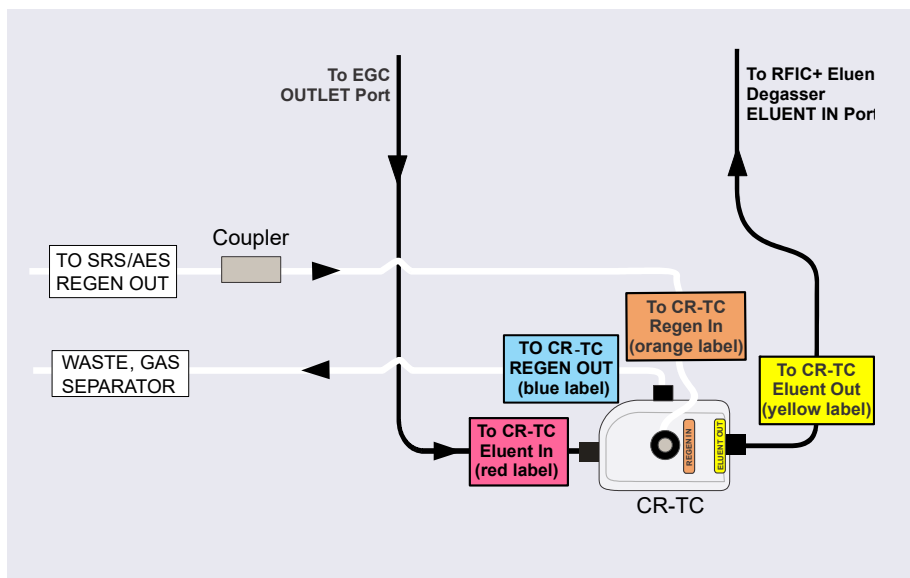 To EGC
OUTLET Port
To RFIC+ Eluen
Degasser
ELUENT IN Port
Coupler
TO SRS/AES
REGEN OUT
To CR-TC
Regen In
(orange label)
TO CR-TC
REGEN OUT
(blue label)
WASTE, GAS
SEPARATOR
To CR-TC
Eluent Out
(yellow label)
To CR-TC
Eluent In
(red label)
REGEN IN
ELUENT OUT
CR-TC